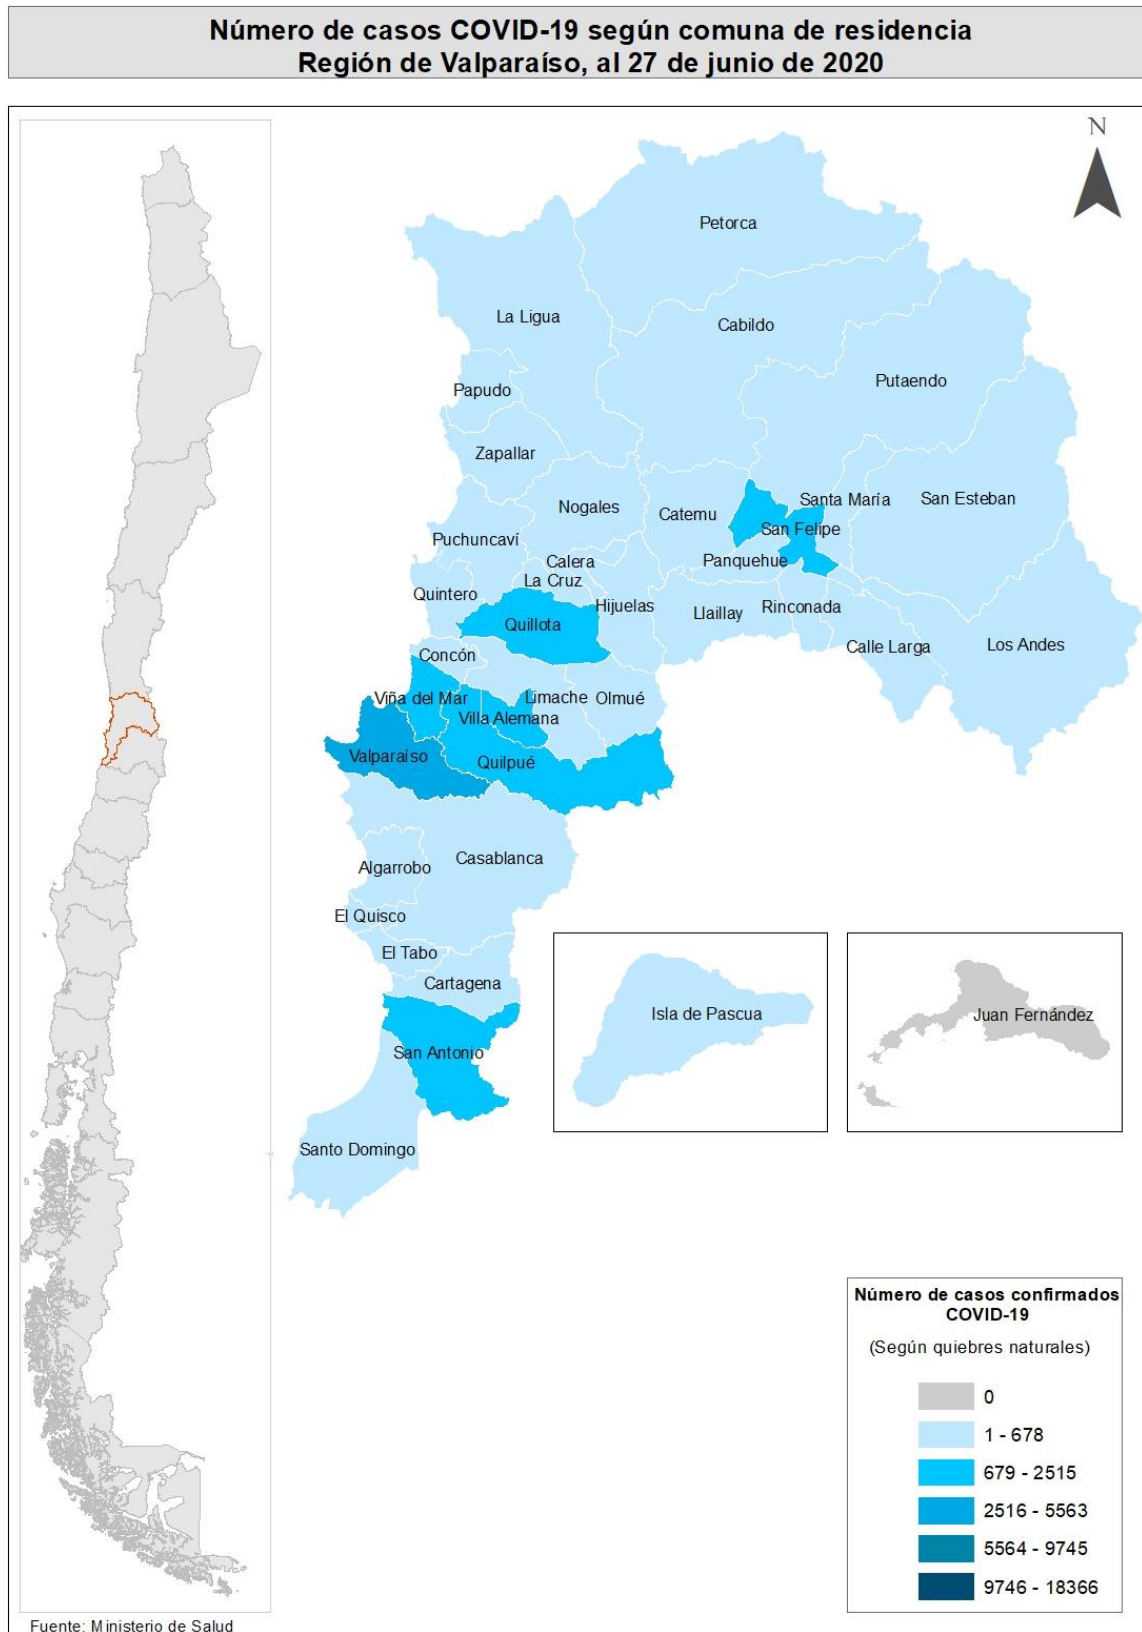 Número de casos COVID-19 según comuna de residencia
Región de Valparaíso, al 27 de junio de 2020
N
Petorca
La Ligua
Cabildo
Putaendo
Papudo
Zapallar
Nogales
Catemu
Santa María
San Esteban
San Felipe
Puchuncaví
Calera
Panquehue
La Cruz
Quintero
Hijuelas
Llaillay
Rinconada
Quillota
Calle Larga
Los Andes
Concón
Viña del Mar
Limache
Olmué
Villa Alemana
Valparaíso
Quilpué
Casablanca
Algarrobo
El Quisco
El Tabo
Cartagena
Isla de Pascua
Juan Fernández
San Antonio
Santo Domingo
Número de casos confirmados
COVID-19
(Según quiebres naturales)
0
1 - 678
679 - 2515
2516 - 5563
5564 - 9745
9746 - 18366
Fuente: Ministerio de Salud